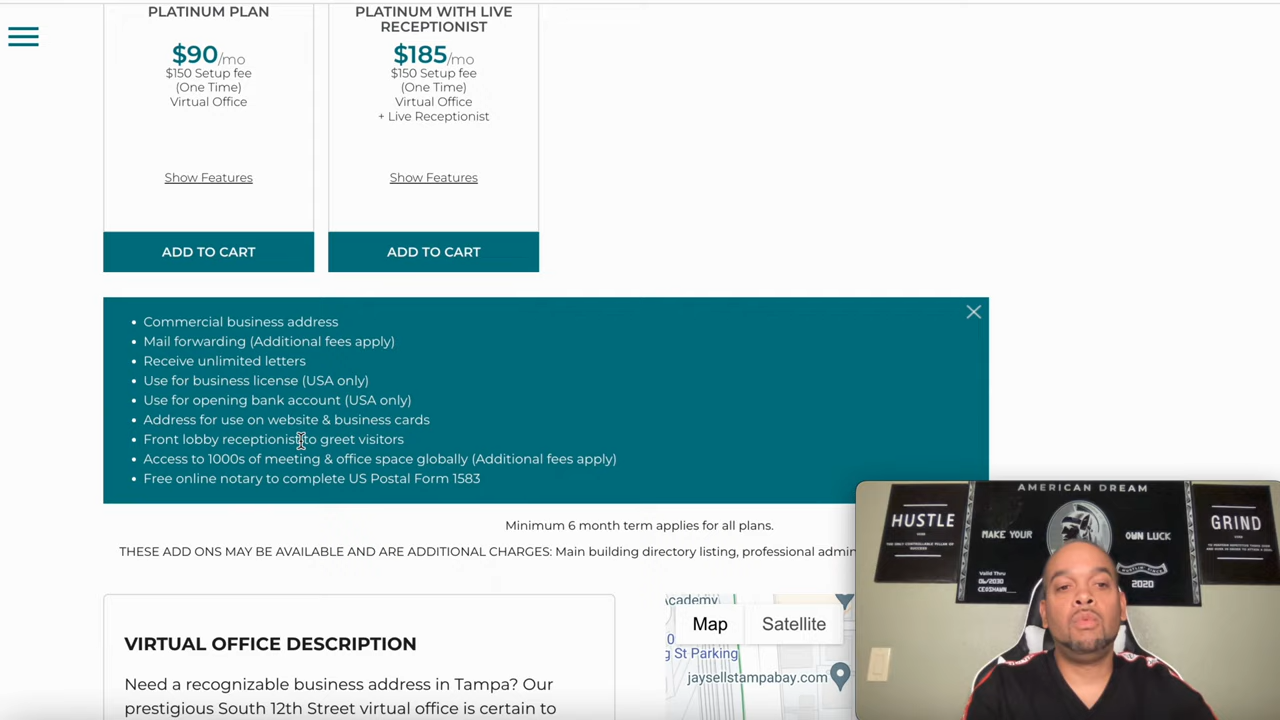 PLATINUM PLAN
$90/mo
$150 Setup fee
(One Time)
Virtual Office
Show Features
ADD TO CART
PLATINUM WITH LIVE
RECEPTIONIST
$185/mo
$150 Setup fee
(One Time)
Virtual Office
+ Live Receptionist
Show Features
ADD TO CART
• Commercial business address
• Mail forwarding (Additional fees apply)
• Receive unlimited letters
• Use for business license (USA only)
• Use for opening bank account (USA only)
• Address for use on website & business cards
• Front lobby receptionist to greet visitors
• Access to 1000s of meeting & office space globally (Additional fees apply)
• Free online notary to complete US Postal Form 1583
Minimum 6 month term applies for all plans.
THESE ADD ONS MAY BE AVAILABLE AND ARE ADDITIONAL CHARGES: Main building directory listing, professional admin
VIRTUAL OFFICE DESCRIPTION
Need a recognizable business address in Tampa? Our
prestigious South 12th Street virtual office is certain to
Map
Satellite
g St Parking
jaysellstampabay.com
AMERICAN DREAM
HUSTLE
MAKE YOUR
OWN LUCK
GRIND
Valid Thru
06/2030
2020